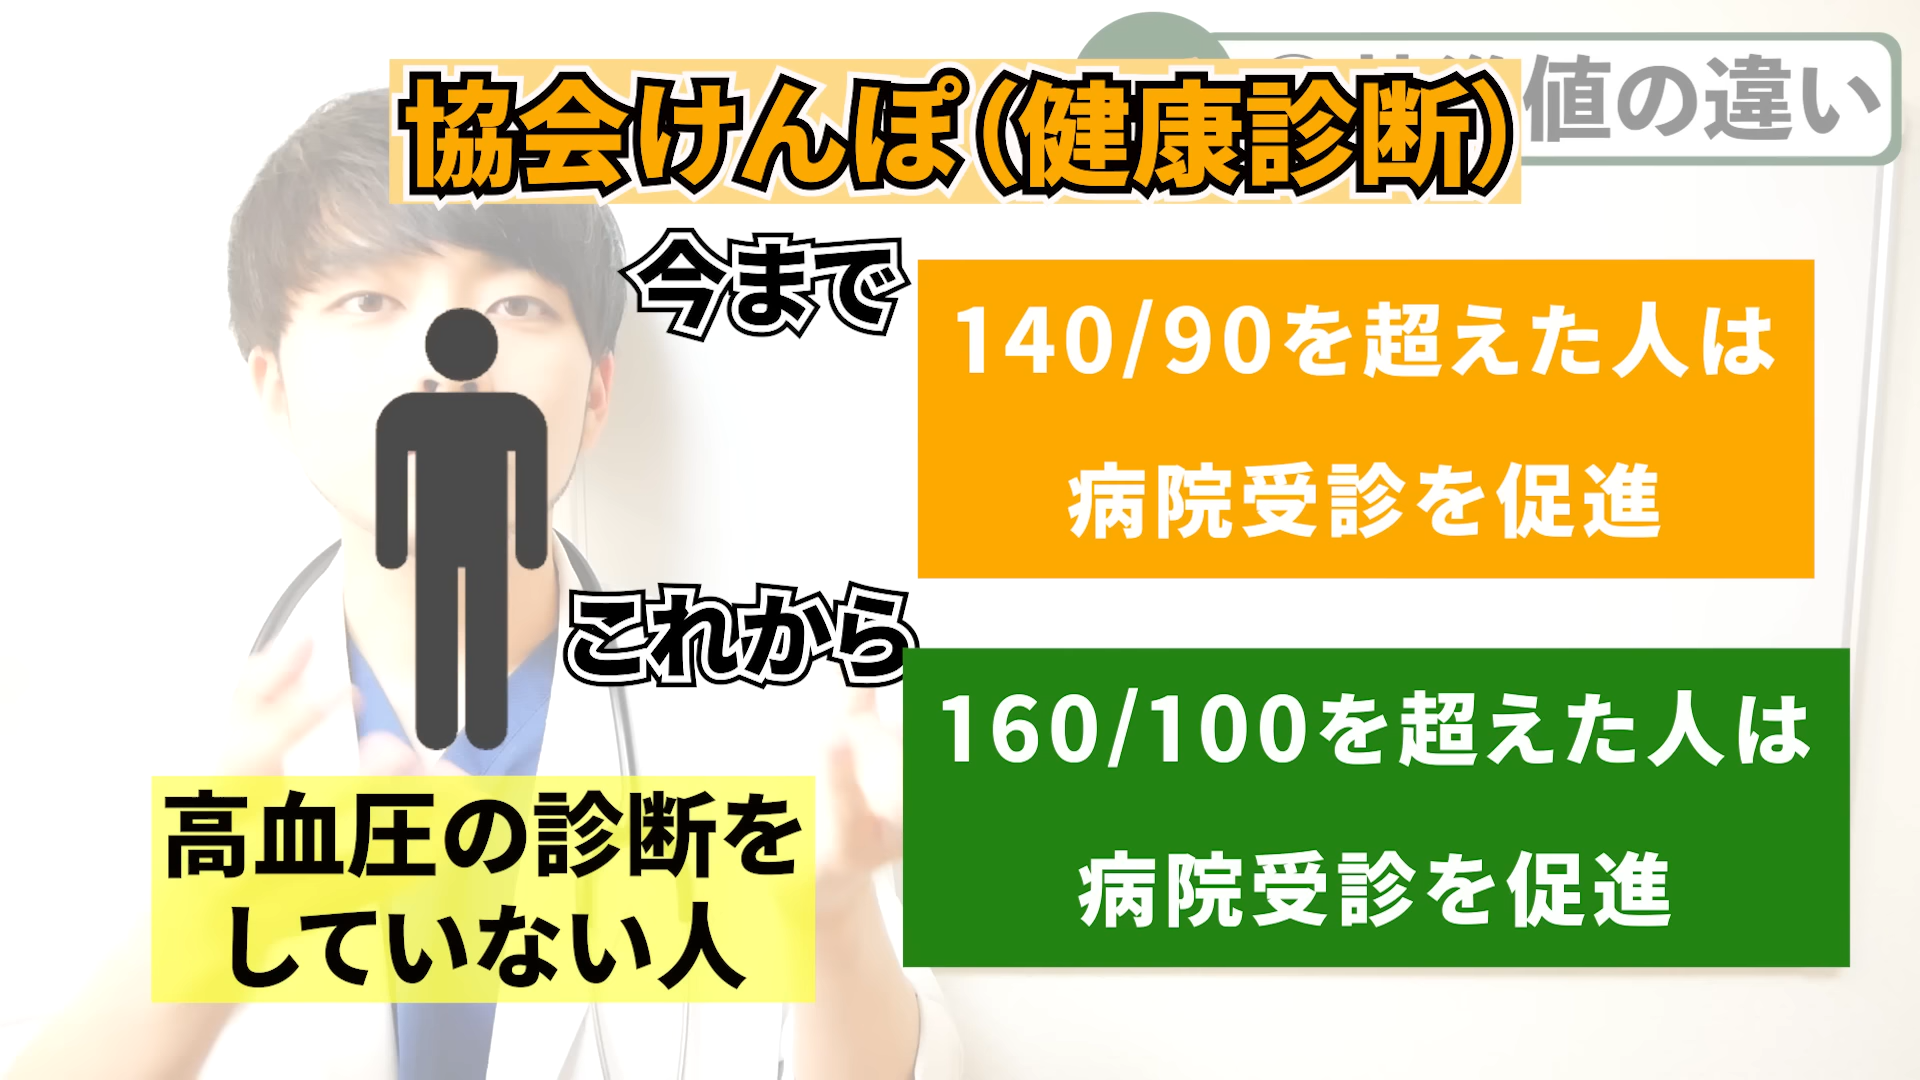 値の違い
協会けんぽ（健康診断）
今まで
140/90を超えた人は
病院受診を促進
これから
160/100を超えた人は
病院受診を促進
高血圧の診断を
していない人